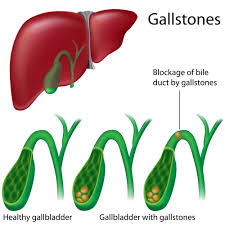 Gallstones
Blockage of bile
duct by gallstones
Healthy gallbladder
Gallbladder with gallstones